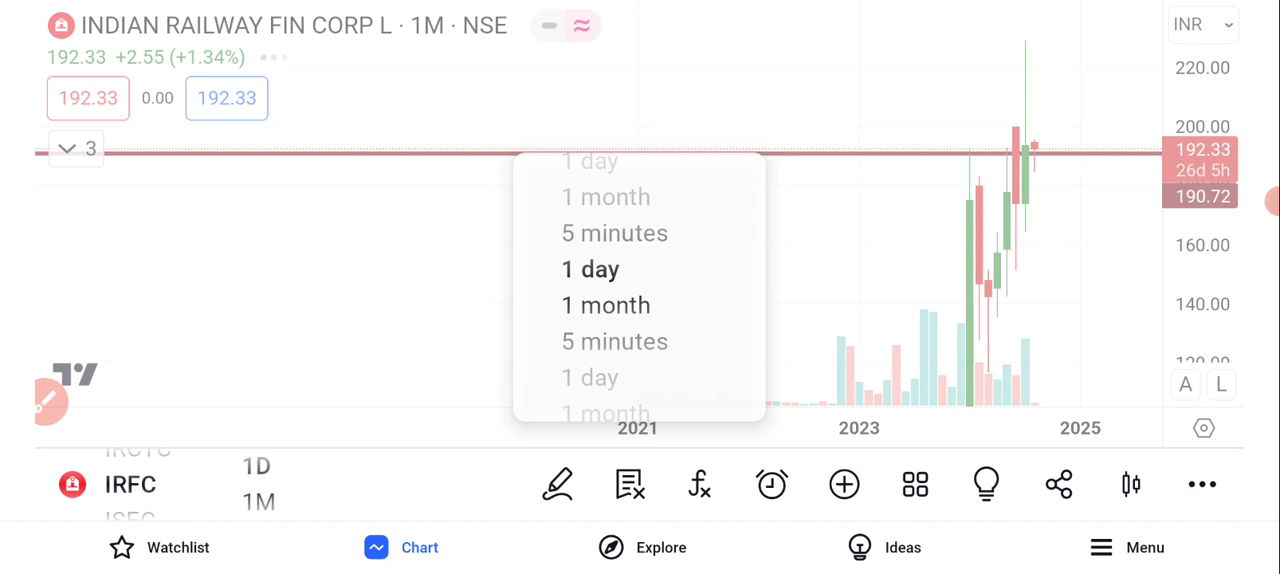 INDIAN RAILWAY FIN CORP L · 1M · NSE
INR
192.33 +2.55 (+1.34%)
192.33 0.00 192.33
3
220.00
200.00
192.33
26d 5h
190.72
160.00
140.00
120.00
1 day
1 month
5 minutes
1 day
1 month
5 minutes
1 day
1 month
A L
2021 2023 2025
IRCTC
IRFC
ISEC
1D
1M
Watchlist Chart Explore Ideas Menu